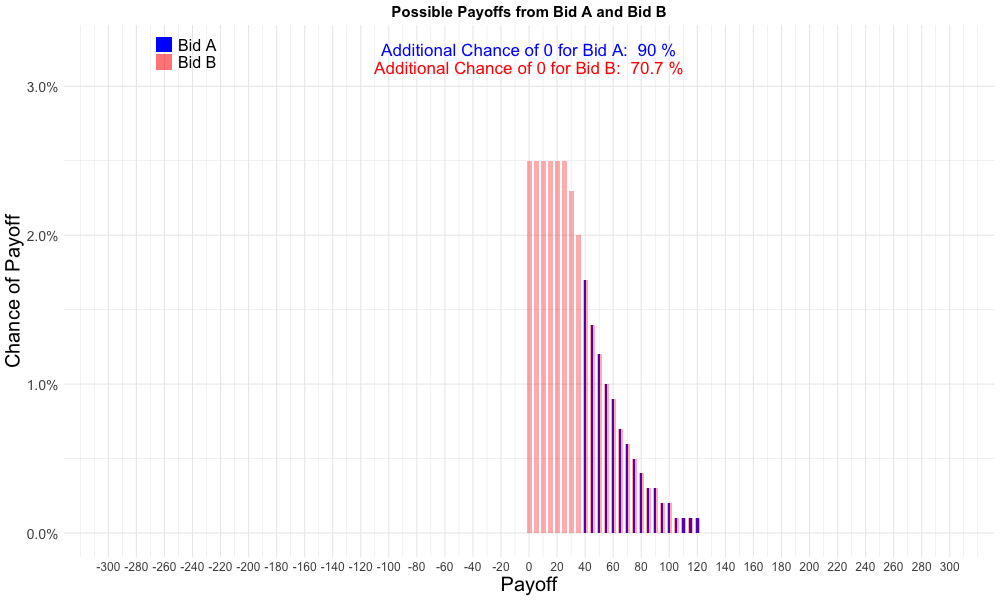 Possible Payoffs from Bid A and Bid B
Bid A
Bid B
Additional Chance of 0 for Bid A:  90 %
Additional Chance of 0 for Bid B:  70.7 %
Chance of Payoff
3.0%
2.0%
1.0%
0.0%
-300 -280 -260 -240 -220 -200 -180 -160 -140 -120 -100 -80 -60 -40 -20 0 20 40 60 80 100 120 140 160 180 200 220 240 260 280 300
Payoff